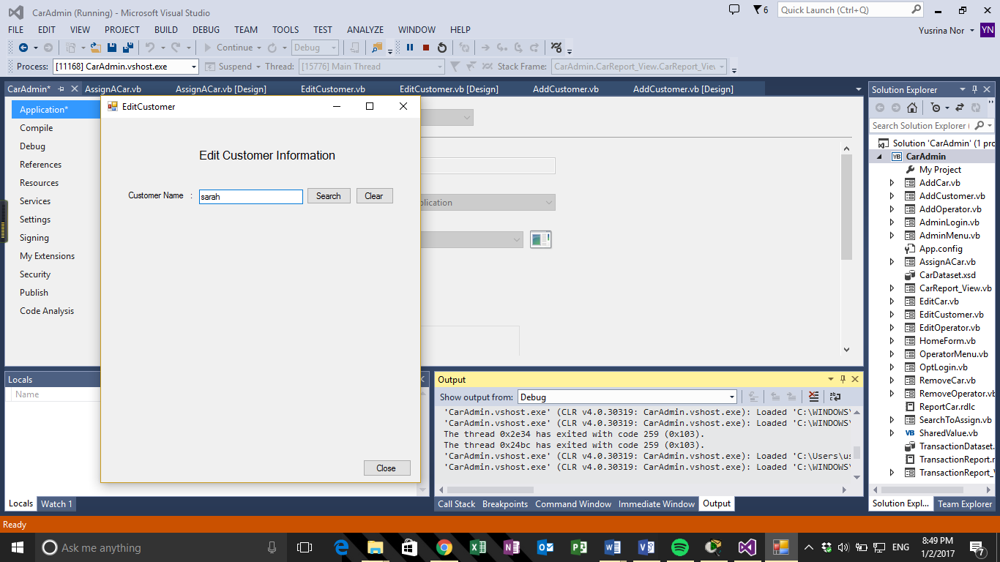 CarAdmin (Running) - Microsoft Visual Studio
6
Quick Launch (Ctrl+Q)
FILE EDIT VIEW PROJECT BUILD DEBUG TEAM TOOLS TEST ANALYZE WINDOW HELP
Yusrina Nor
YN
Continue
Debug
Process: [11168] CarAdmin.vshost.exe
Suspend
Thread: [15776] Main Thread
Stack Frame: CarAdmin.CarReport_View.CarReport_View
CarAdmin* AssignACar.vb AssignACar.vb [Design] EditCustomer.vb EditCustomer.vb [Design] AddCustomer.vb AddCustomer.vb [Design]
Application*
Compile
Debug
References
Resources
Services
Settings
Signing
My Extensions
Security
Publish
Code Analysis
plication
EditCustomer
Edit Customer Information
Customer Name : sarah Search Clear
Close
Solution Explorer
Search Solution Explorer (
Solution 'CarAdmin' (1 pro
CarAdmin
My Project
AddCar.vb
AddCustomer.vb
AddOperator.vb
AdminLogin.vb
AdminMenu.vb
App.config
AssignACar.vb
CarDataset.xsd
CarReport_View.vb
EditCar.vb
EditCustomer.vb
EditOperator.vb
HomeForm.vb
OperatorMenu.vb
OptLogin.vb
RemoveCar.vb
RemoveOperator.vb
ReportCar.rdlc
SearchToAssign.vb
SharedValue.vb
TransactionDataset.
TransactionReport.r
TransactionReport_
Solution Expl... Team Explorer
Locals
Name
Locals Watch 1
Output
Show output from: Debug
'CarAdmin.vshost.exe' (CLR v4.0.30319: CarAdmin.vshost.exe): Loaded 'C:\WINDOWS\
'CarAdmin.vshost.exe' (CLR v4.0.30319: CarAdmin.vshost.exe): Loaded 'C:\WINDOWS\
The thread 0x2e34 has exited with code 259 (0x103).
The thread 0x24bc has exited with code 259 (0x103).
'CarAdmin.vshost.exe' (CLR v4.0.30319: CarAdmin.vshost.exe): Loaded 'C:\Users\us
'CarAdmin.vshost.exe' (CLR v4.0.30319: CarAdmin.vshost.exe): Loaded 'C:\WINDOWS\
Call Stack Breakpoints Command Window Immediate Window Output
Ready
Ask me anything
ENG
8:49 PM
1/2/2017
7